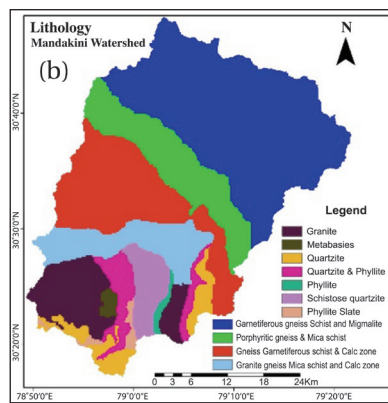 Lithology
Mandakini Watershed
(b)
N
30°40'0"N
30°30'0"N
30°20'0"N
Legend
Granite
Metabasies
Quartzite
Quartzite & Phyllite
Phyllite
Schistose quartzite
Phyllite Slate
Garnetiferous gneiss Schist and Migmalite
Porphyritic gneiss & Mica schist
Gneiss Garnetiferous schist & Calc zone
Granite gneiss Mica schist and Calc zone
0 3 6 12 18 24Km
78°50'0"E 79°0'0"E 79°10'0"E 79°20'0"E